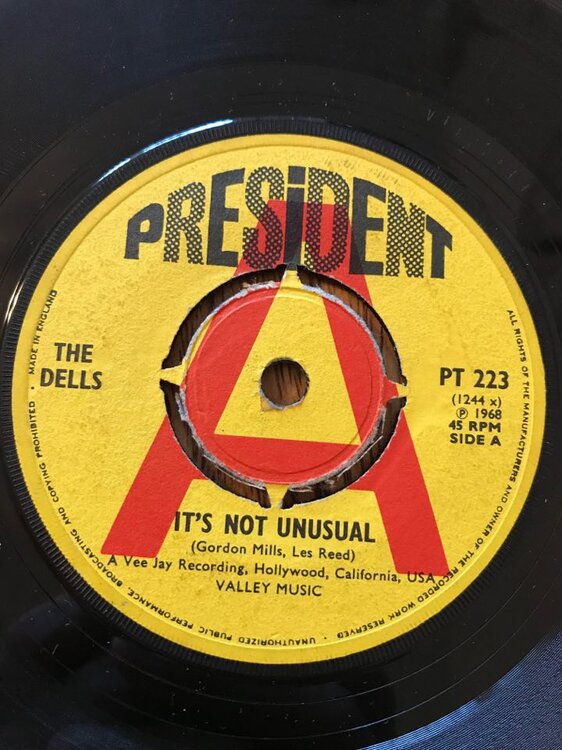 PRESiDENT
A
THE
DELLS
PT 223
(1244 x)
℗ 1968
45 RPM
SIDE A
IT'S NOT UNUSUAL
(Gordon Mills, Les Reed)
A Vee Jay Recording, Hollywood, California, USA
VALLEY MUSIC
ALL RIGHTS OF THE MANUFACTURERS AND OWNER OF THE RECORDED WORK RESERVED • UNAUTHORIZED PUBLIC PERFORMANCE, BROADCASTING AND COPYING PROHIBITED • MADE IN ENGLAND